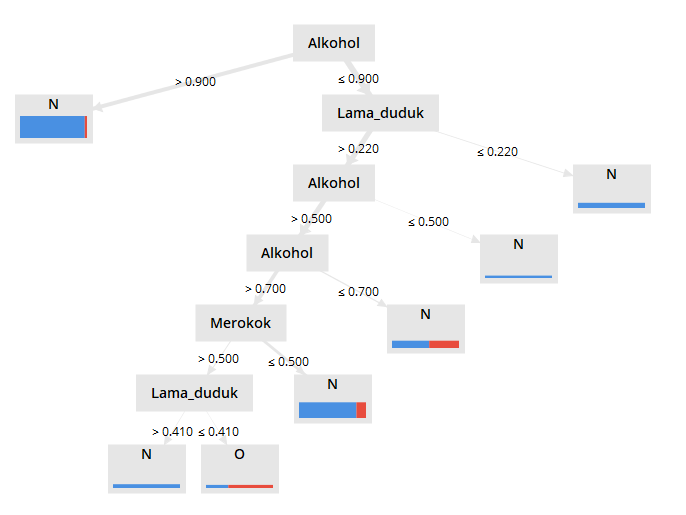 Alkohol
> 0.900
≤ 0.900
N
Lama_duduk
> 0.220
≤ 0.220
Alkohol
N
> 0.500
≤ 0.500
Alkohol
N
> 0.700
≤ 0.700
Merokok
N
> 0.500
≤ 0.500
Lama_duduk
N
> 0.410
≤ 0.410
N
O